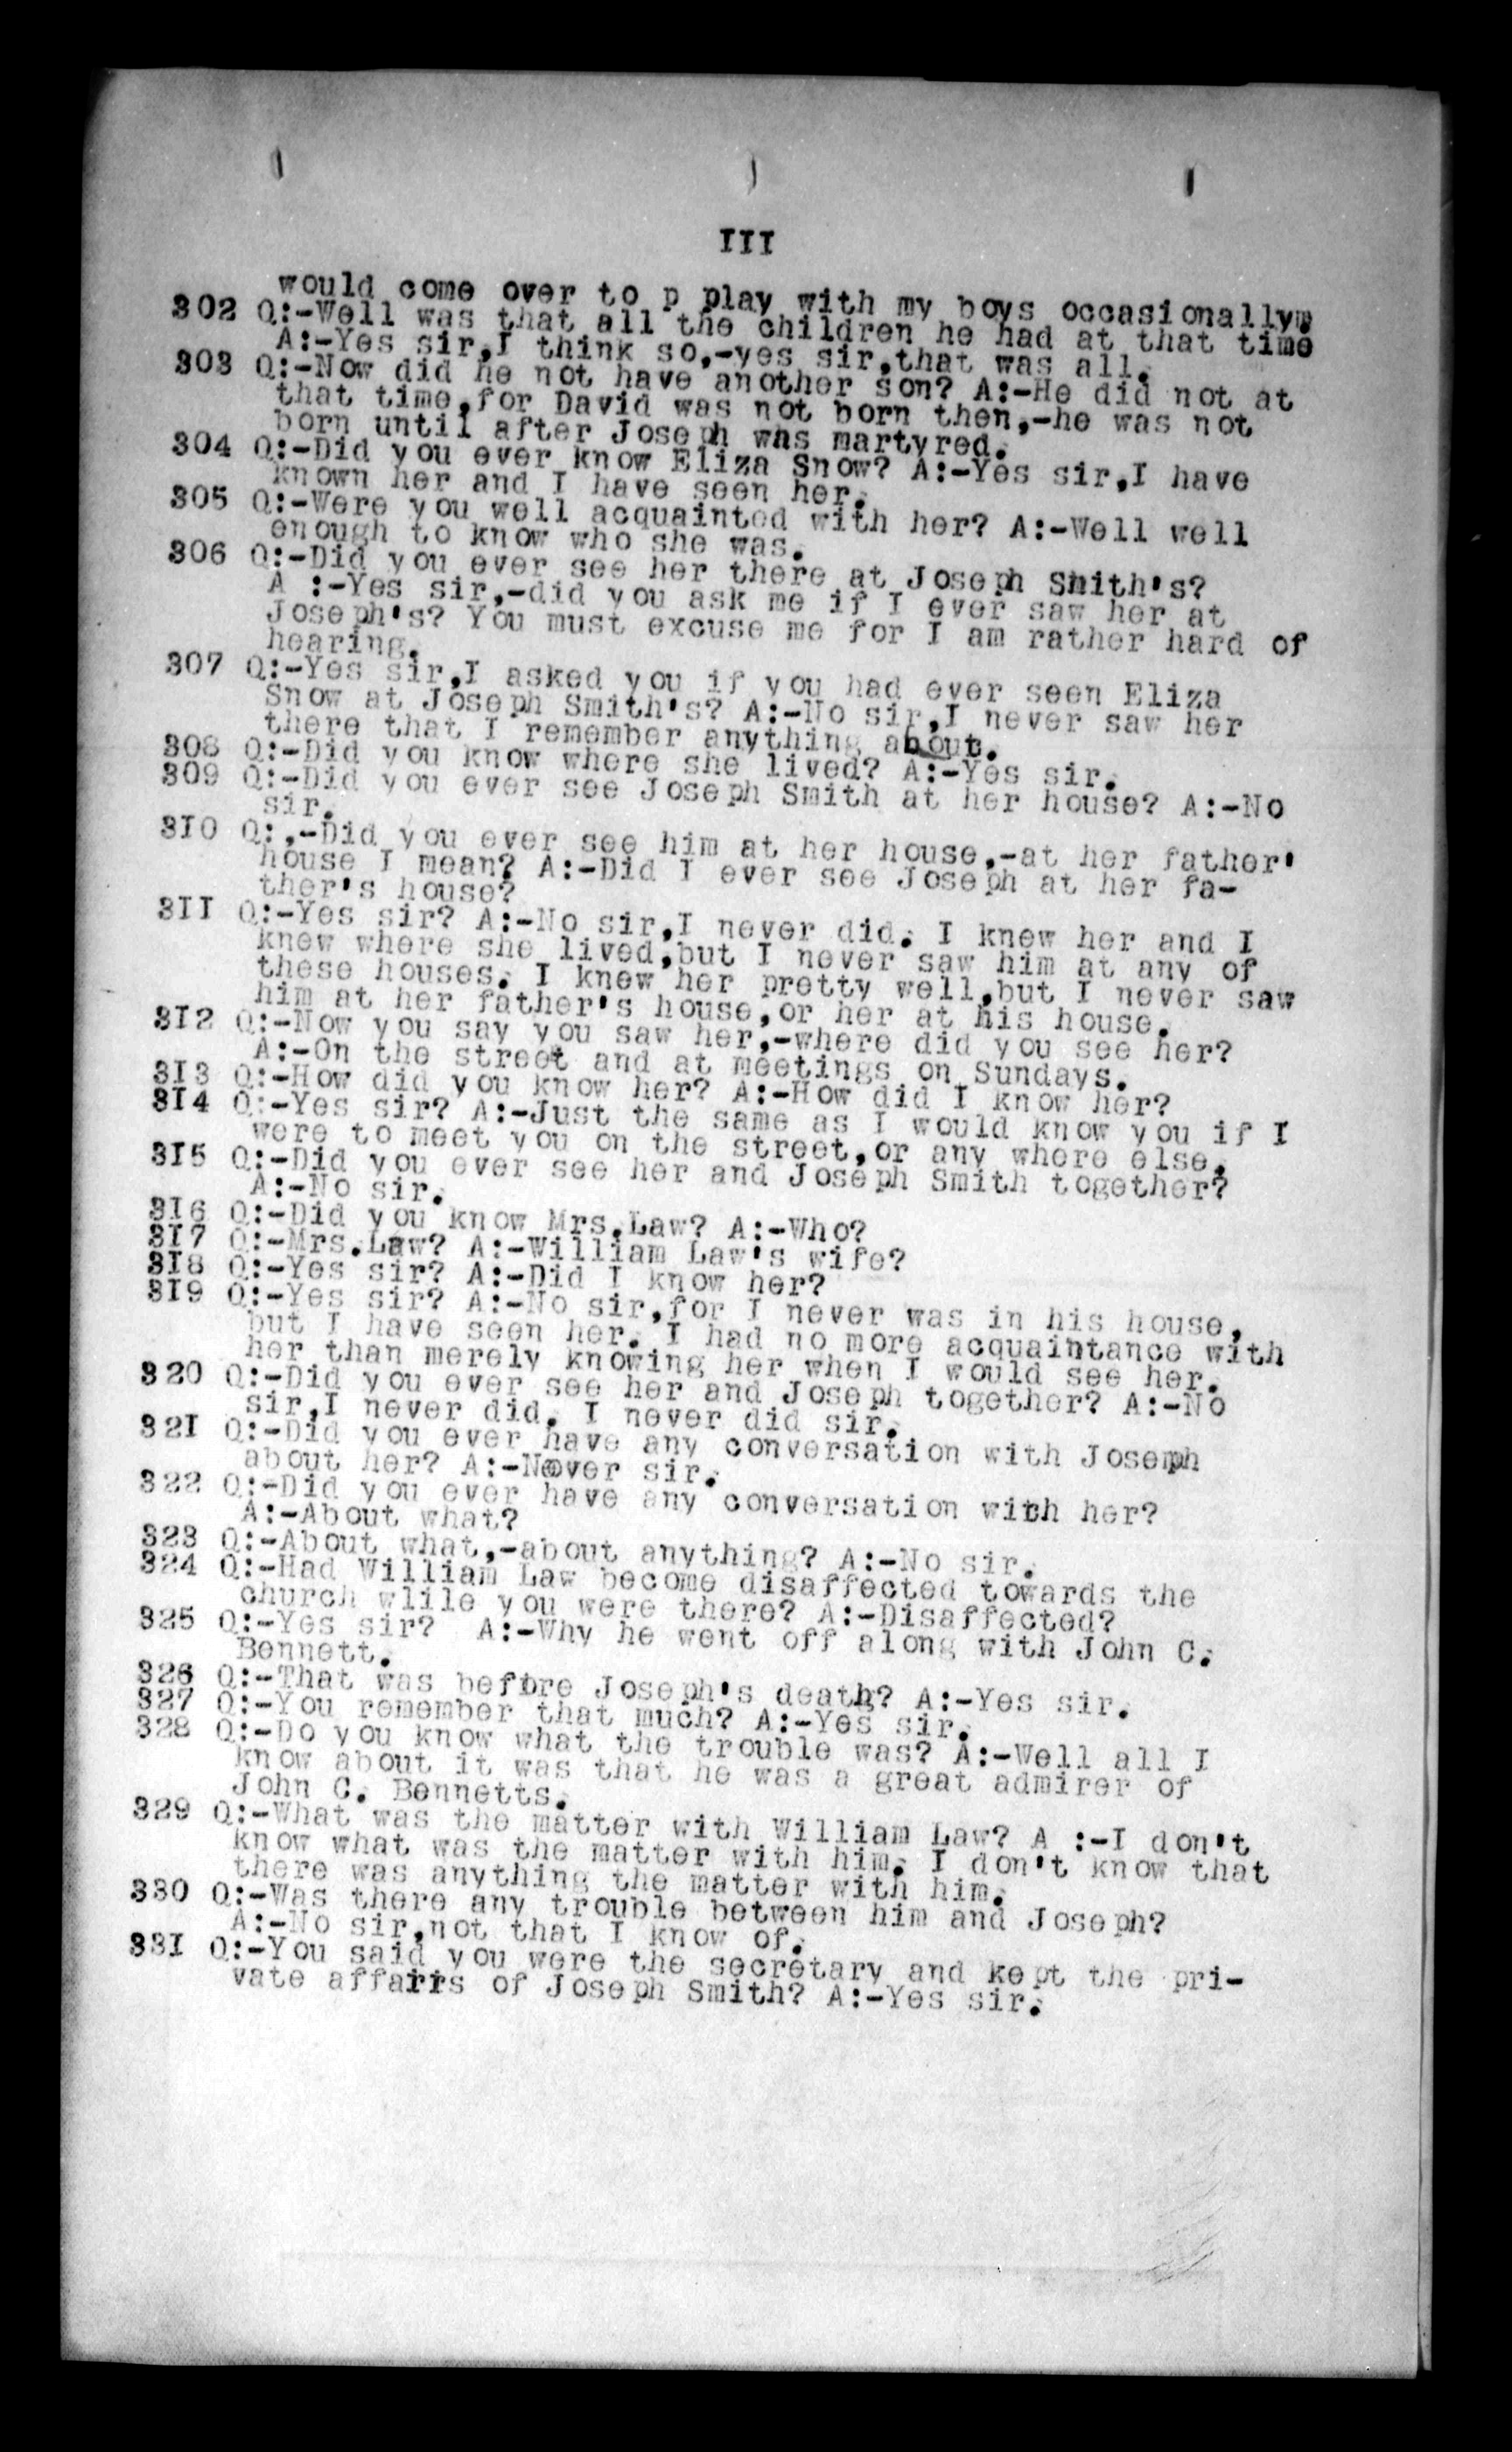 III
would come over to p play with my boys occasionally.
302 Q:-Well was that all the children he had at that time
A:-Yes sir,I think so,-yes sir,that was all.
303 Q:-Now did he not have another son? A:-He did not at
that time,for David was not born then,-he was not
born until after Joseph was martyred.
304 Q:-Did you ever know Eliza Snow? A:-Yes sir,I have
known her and I have seen her.
305 Q:-Were you well acquainted with her? A:-Well well
enough to know who she was.
306 Q:-Did you ever see her there at Joseph Smith's?
A :-Yes sir,-did you ask me if I ever saw her at
Joseph's? You must excuse me for I am rather hard of
hearing.
307 Q:-Yes sir,I asked you if you had ever seen Eliza
Snow at Joseph Smith's? A:-No sir,I never saw her
there that I remember anything about.
308 Q:-Did you know where she lived? A:-Yes sir.
309 Q:-Did you ever see Joseph Smith at her house? A:-No
sir.
3I0 Q:,-Did you ever see him at her house,-at her father'
house I mean? A:-Did I ever see Joseph at her fa-
ther's house?
3II Q:-Yes sir? A:-No sir,I never did. I knew her and I
knew where she lived,but I never saw him at any of
these houses. I knew her pretty well,but I never saw
him at her father's house,or her at his house.
3I2 Q:-Now you say you saw her,-where did you see her?
A:-On the street and at meetings on Sundays.
3I3 Q:-How did you know her? A:-How did I know her?
3I4 Q:-Yes sir? A:-Just the same as I would know you if I
were to meet you on the street,or any where else.
3I5 Q:-Did you ever see her and Joseph Smith together?
A:-No sir.
3I6 Q:-Did you know Mrs.Law? A:-Who?
3I7 Q:-Mrs.Law? A:-William Law's wife?
3I8 Q:-Yes sir? A:-Did I know her?
3I9 Q:-Yes sir? A:-No sir,for I never was in his house,
but I have seen her. I had no more acquaintance with
her than merely knowing her when I would see her.
320 Q:-Did you ever see her and Joseph together? A:-No
sir,I never did. I never did sir.
32I Q:-Did you ever have any conversation with Joseph
about her? A:-Never sir.
322 Q:-Did you ever have any conversation with her?
A:-About what?
323 Q:-About what,-about anything? A:-No sir.
324 Q:-Had William Law become disaffected towards the
church wlile you were there? A:-Disaffected?
325 Q:-Yes sir? A:-Why he went off along with John C.
Bennett.
326 Q:-That was before Joseph's death? A:-Yes sir.
327 Q:-You remember that much? A:-Yes sir.
328 Q:-Do you know what the trouble was? A:-Well all I
know about it was that he was a great admirer of
John C. Bennetts.
329 Q:-What was the matter with William Law? A :-I don't
know what was the matter with him. I don't know that
there was anything the matter with him.
330 Q:-Was there any trouble between him and Joseph?
A:-No sir,not that I know of.
33I Q:-You said you were the secretary and kept the pri-
vate affairs of Joseph Smith? A:-Yes sir.